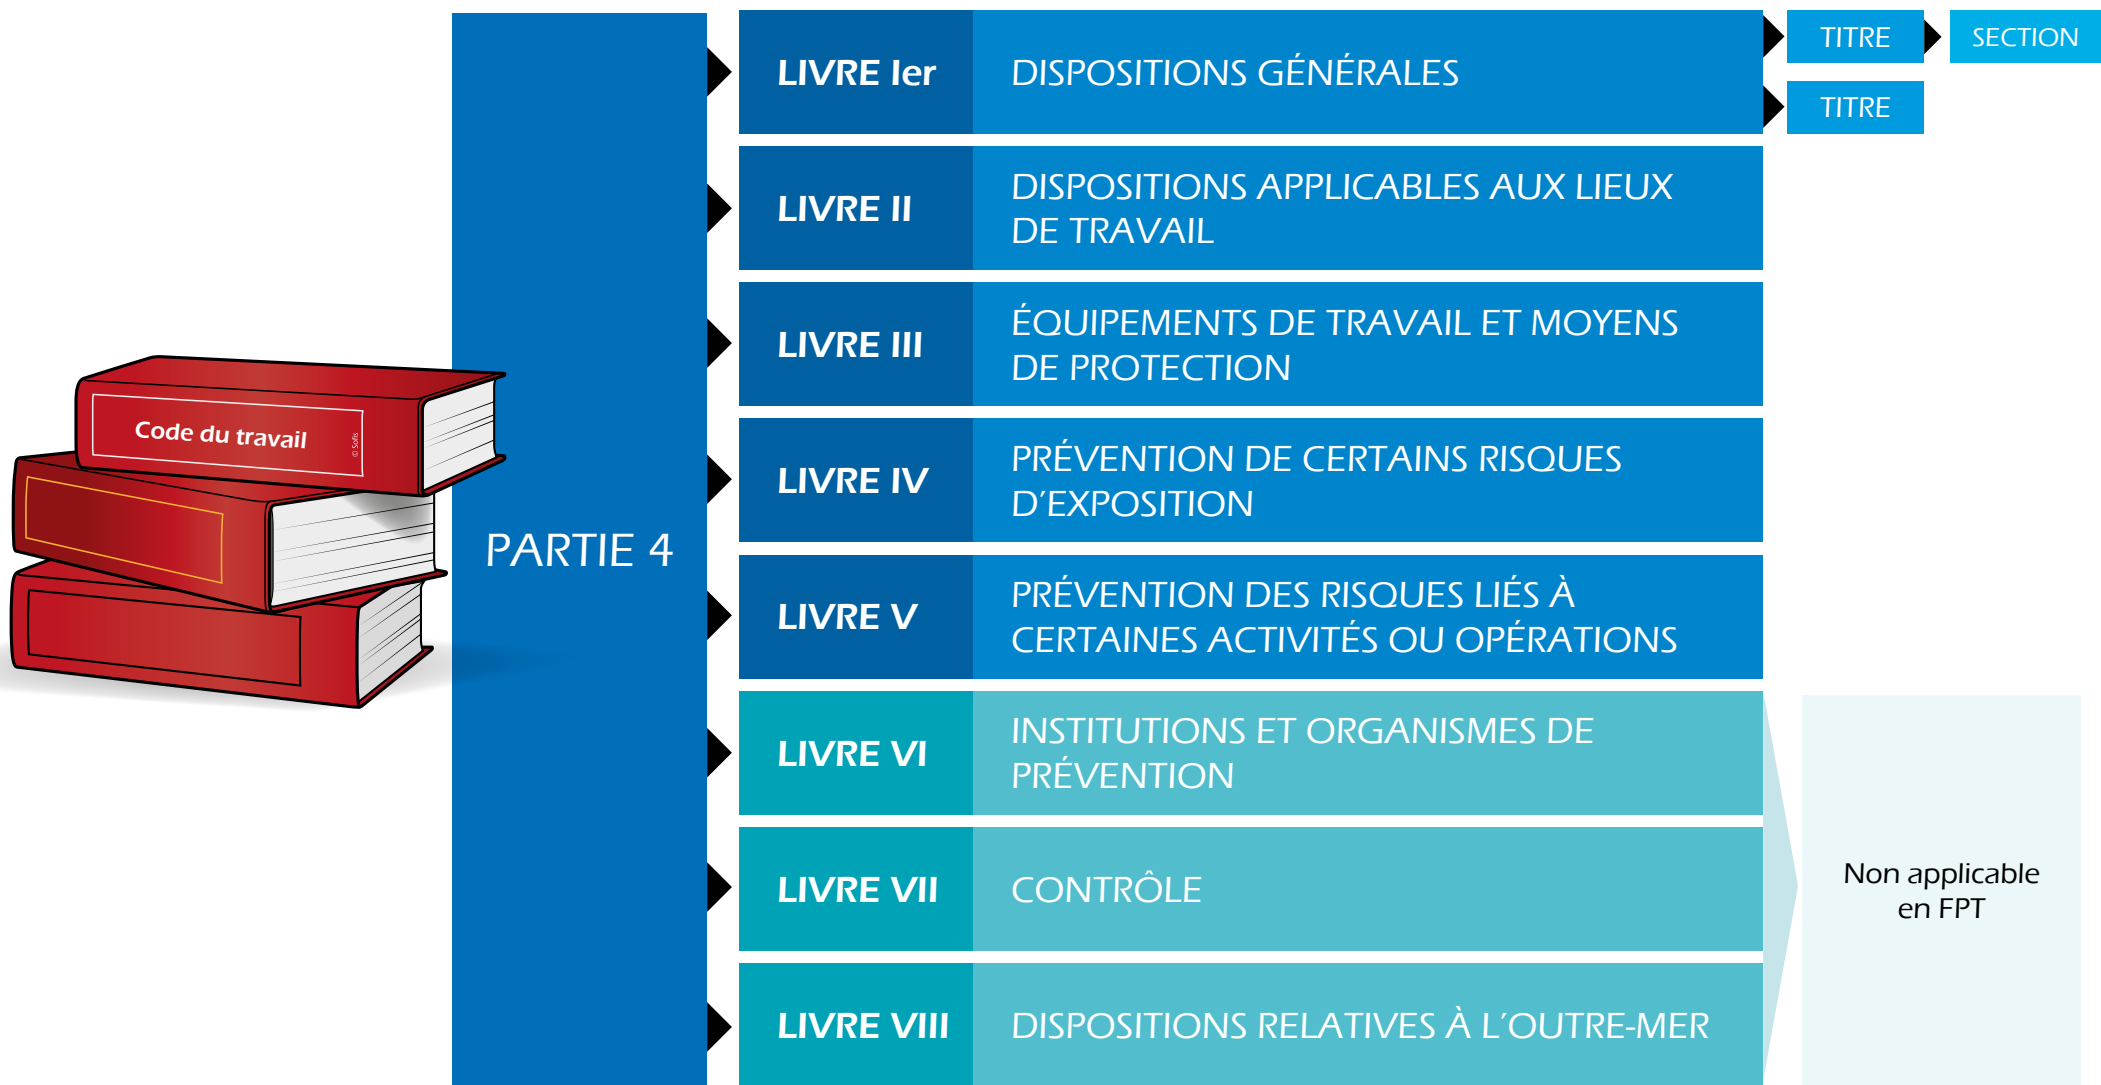 Code du travail
© Sofis
PARTIE 4
LIVRE Ier
DISPOSITIONS GÉNÉRALES
TITRE
SECTION
TITRE
LIVRE II
DISPOSITIONS APPLICABLES AUX LIEUX
DE TRAVAIL
LIVRE III
ÉQUIPEMENTS DE TRAVAIL ET MOYENS
DE PROTECTION
LIVRE IV
PRÉVENTION DE CERTAINS RISQUES
D’EXPOSITION
LIVRE V
PRÉVENTION DES RISQUES LIÉS À
CERTAINES ACTIVITÉS OU OPÉRATIONS
LIVRE VI
INSTITUTIONS ET ORGANISMES DE
PRÉVENTION
LIVRE VII
CONTRÔLE
LIVRE VIII
DISPOSITIONS RELATIVES À L’OUTRE-MER
Non applicable
en FPT